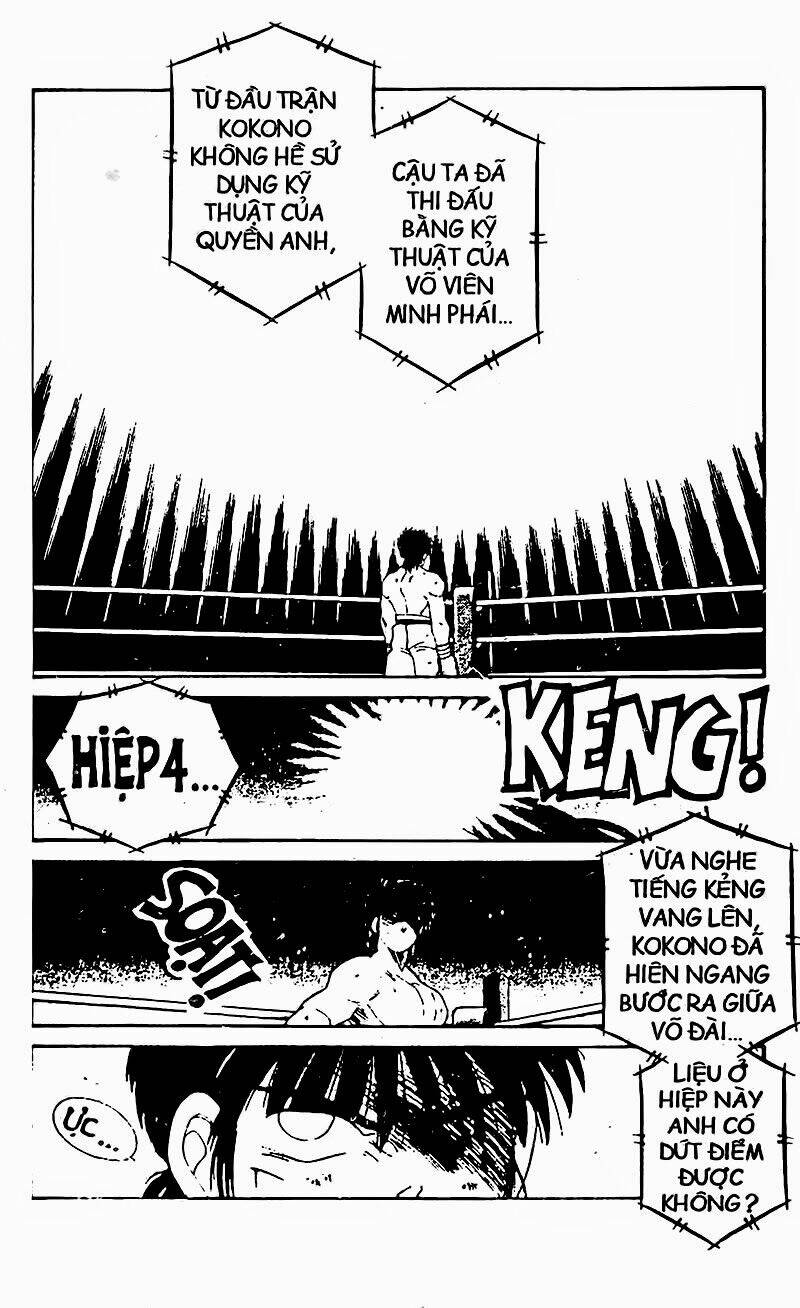 TỪ ĐẦU TRẬN
KOKONO
KHÔNG HỀ SỬ
DỤNG KỸ
THUẬT CỦA
QUYỀN ANH,
CẬU TA ĐÃ
THI ĐẤU
BẰNG KỸ
THUẬT CỦA
VÕ VIÊN
MINH PHÁI...
HIỆP 4...
KENG!
SOẠT!
VỪA NGHE
TIẾNG KẺNG
VANG LÊN,
KOKONO ĐÃ
HIÊN NGANG
BƯỚC RA GIỮA
VÕ ĐÀI...
LIỆU Ở
HIỆP NÀY
ANH CÓ
DỨT ĐIỂM
ĐƯỢC
KHÔNG?
ỰC...